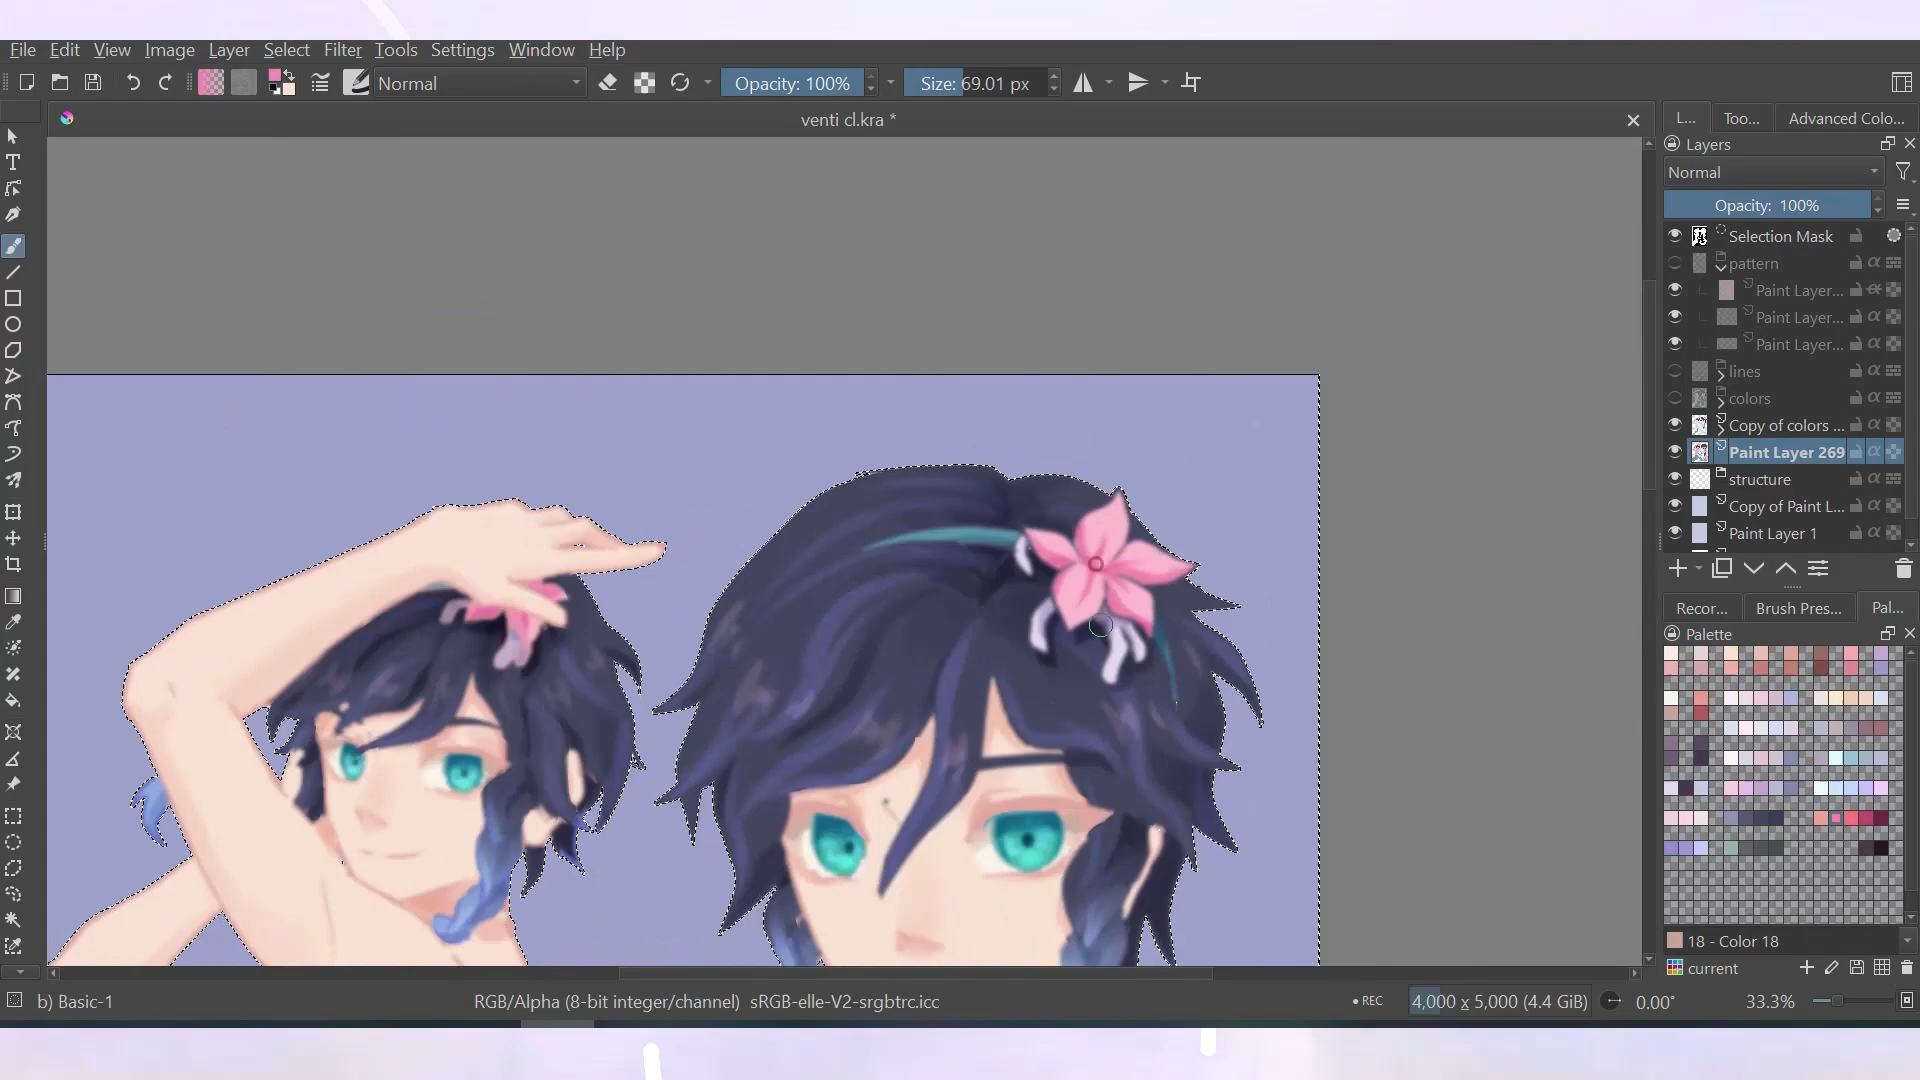 File Edit View Image Layer Select Filter Tools Settings Window Help
Normal
Opacity: 100%
Size: 69.01 px
venti cl.kra *
L... Too... Advanced Colo...
Layers
Normal
Opacity: 100%
Selection Mask
pattern
Paint Layer...
Paint Layer...
Paint Layer...
lines
colors
Copy of colors ...
Paint Layer 269
structure
Copy of Paint L...
Paint Layer 1
Recor... Brush Pres... Pal...
Palette
18 - Color 18
current
b) Basic-1
RGB/Alpha (8-bit integer/channel) sRGB-elle-V2-srgbtrc.icc
• REC
4,000 x 5,000 (4.4 GiB)
0.00°
33.3%